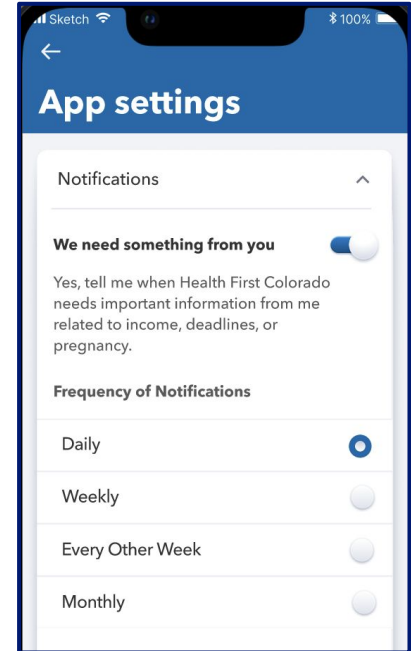 Sketch 100%
App settings
Notifications
We need something from you
Yes, tell me when Health First Colorado
needs important information from me
related to income, deadlines, or
pregnancy.
Frequency of Notifications
Daily
Weekly
Every Other Week
Monthly